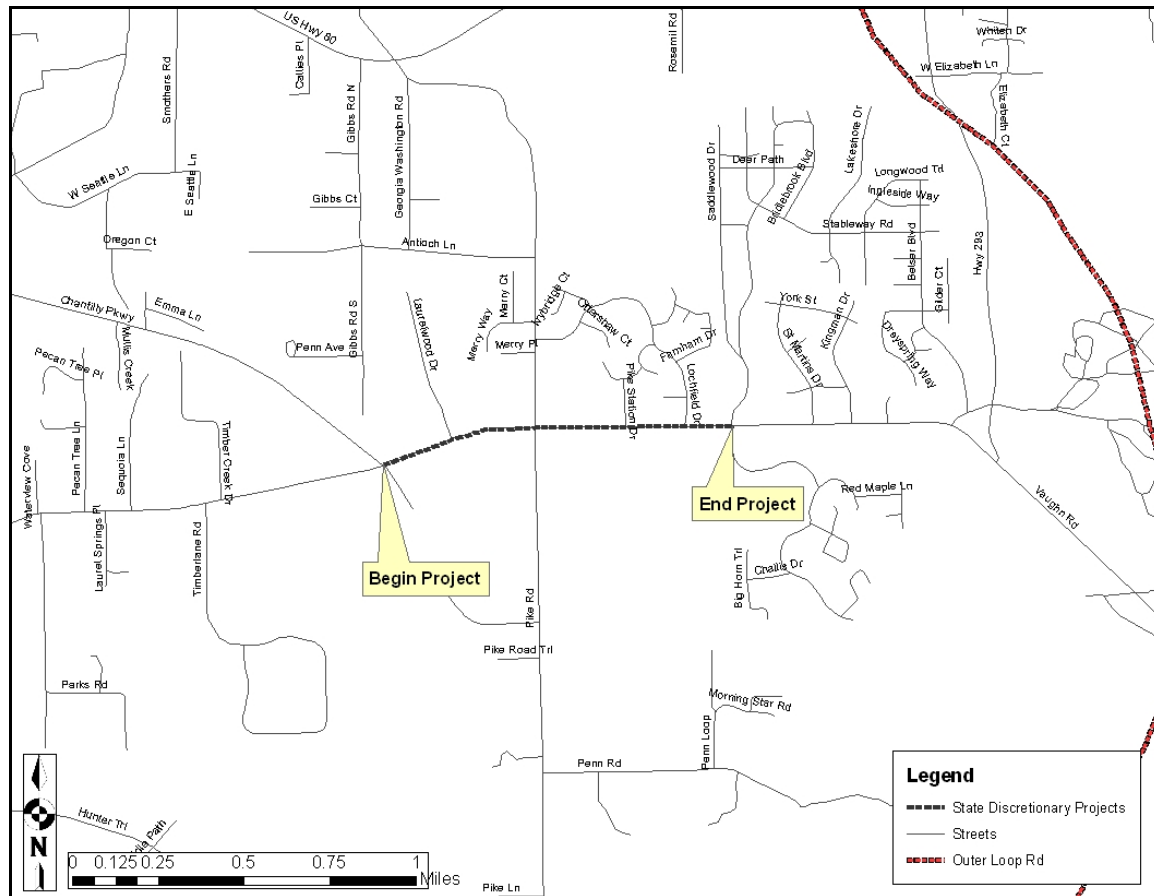 US Hwy 80
Smothers Rd
Callies Pl
Gibbs Rd N
Georgia Washington Rd
Rosemil Rd
Whiten Dr
W Elizabeth Ln
Elizabeth Ct
W Seattle Ln
E Seattle Ln
Gibbs Ct
Saddlewood Dr
Deer Path
Bridlebrook Blvd
Lakeshore Dr
Longwood Trl
Ingleside Way
Stableway Rd
Oregon Ct
Antioch Ln
Belser Blvd
Hwy 293
Gilder Ct
Chantilly Pkwy
Emma Ln
Gibbs Rd S
Laurelwood Dr
Merry Ct
Merry Way
Ivybridge Ct
Ottershaw Ct
York St
Kingman Dr
St Martins Dr
Drayspring Way
Wullis Creek
Penn Ave
Merry Pl
Farnham Dr
Pecan Tree Pl
Pike Station Dr
Lochfield Dr
Pecan Tree Ln
Sequoia Ln
Timber Creek Dr
Waterview Cove
Laurel Springs Pl
Timberlane Rd
Begin Project
End Project
Red Maple Ln
Vaughn Rd
Big Horn Trl
Challis Dr
Pike Rd
Pike Road Trl
Parks Rd
Morning Star Rd
Penn Loop
Penn Rd
Hunter Trl
Path
Pike Ln
N
0 0.125 0.25 0.5 0.75 1
Miles
Legend
State Discretionary Projects
Streets
Outer Loop Rd